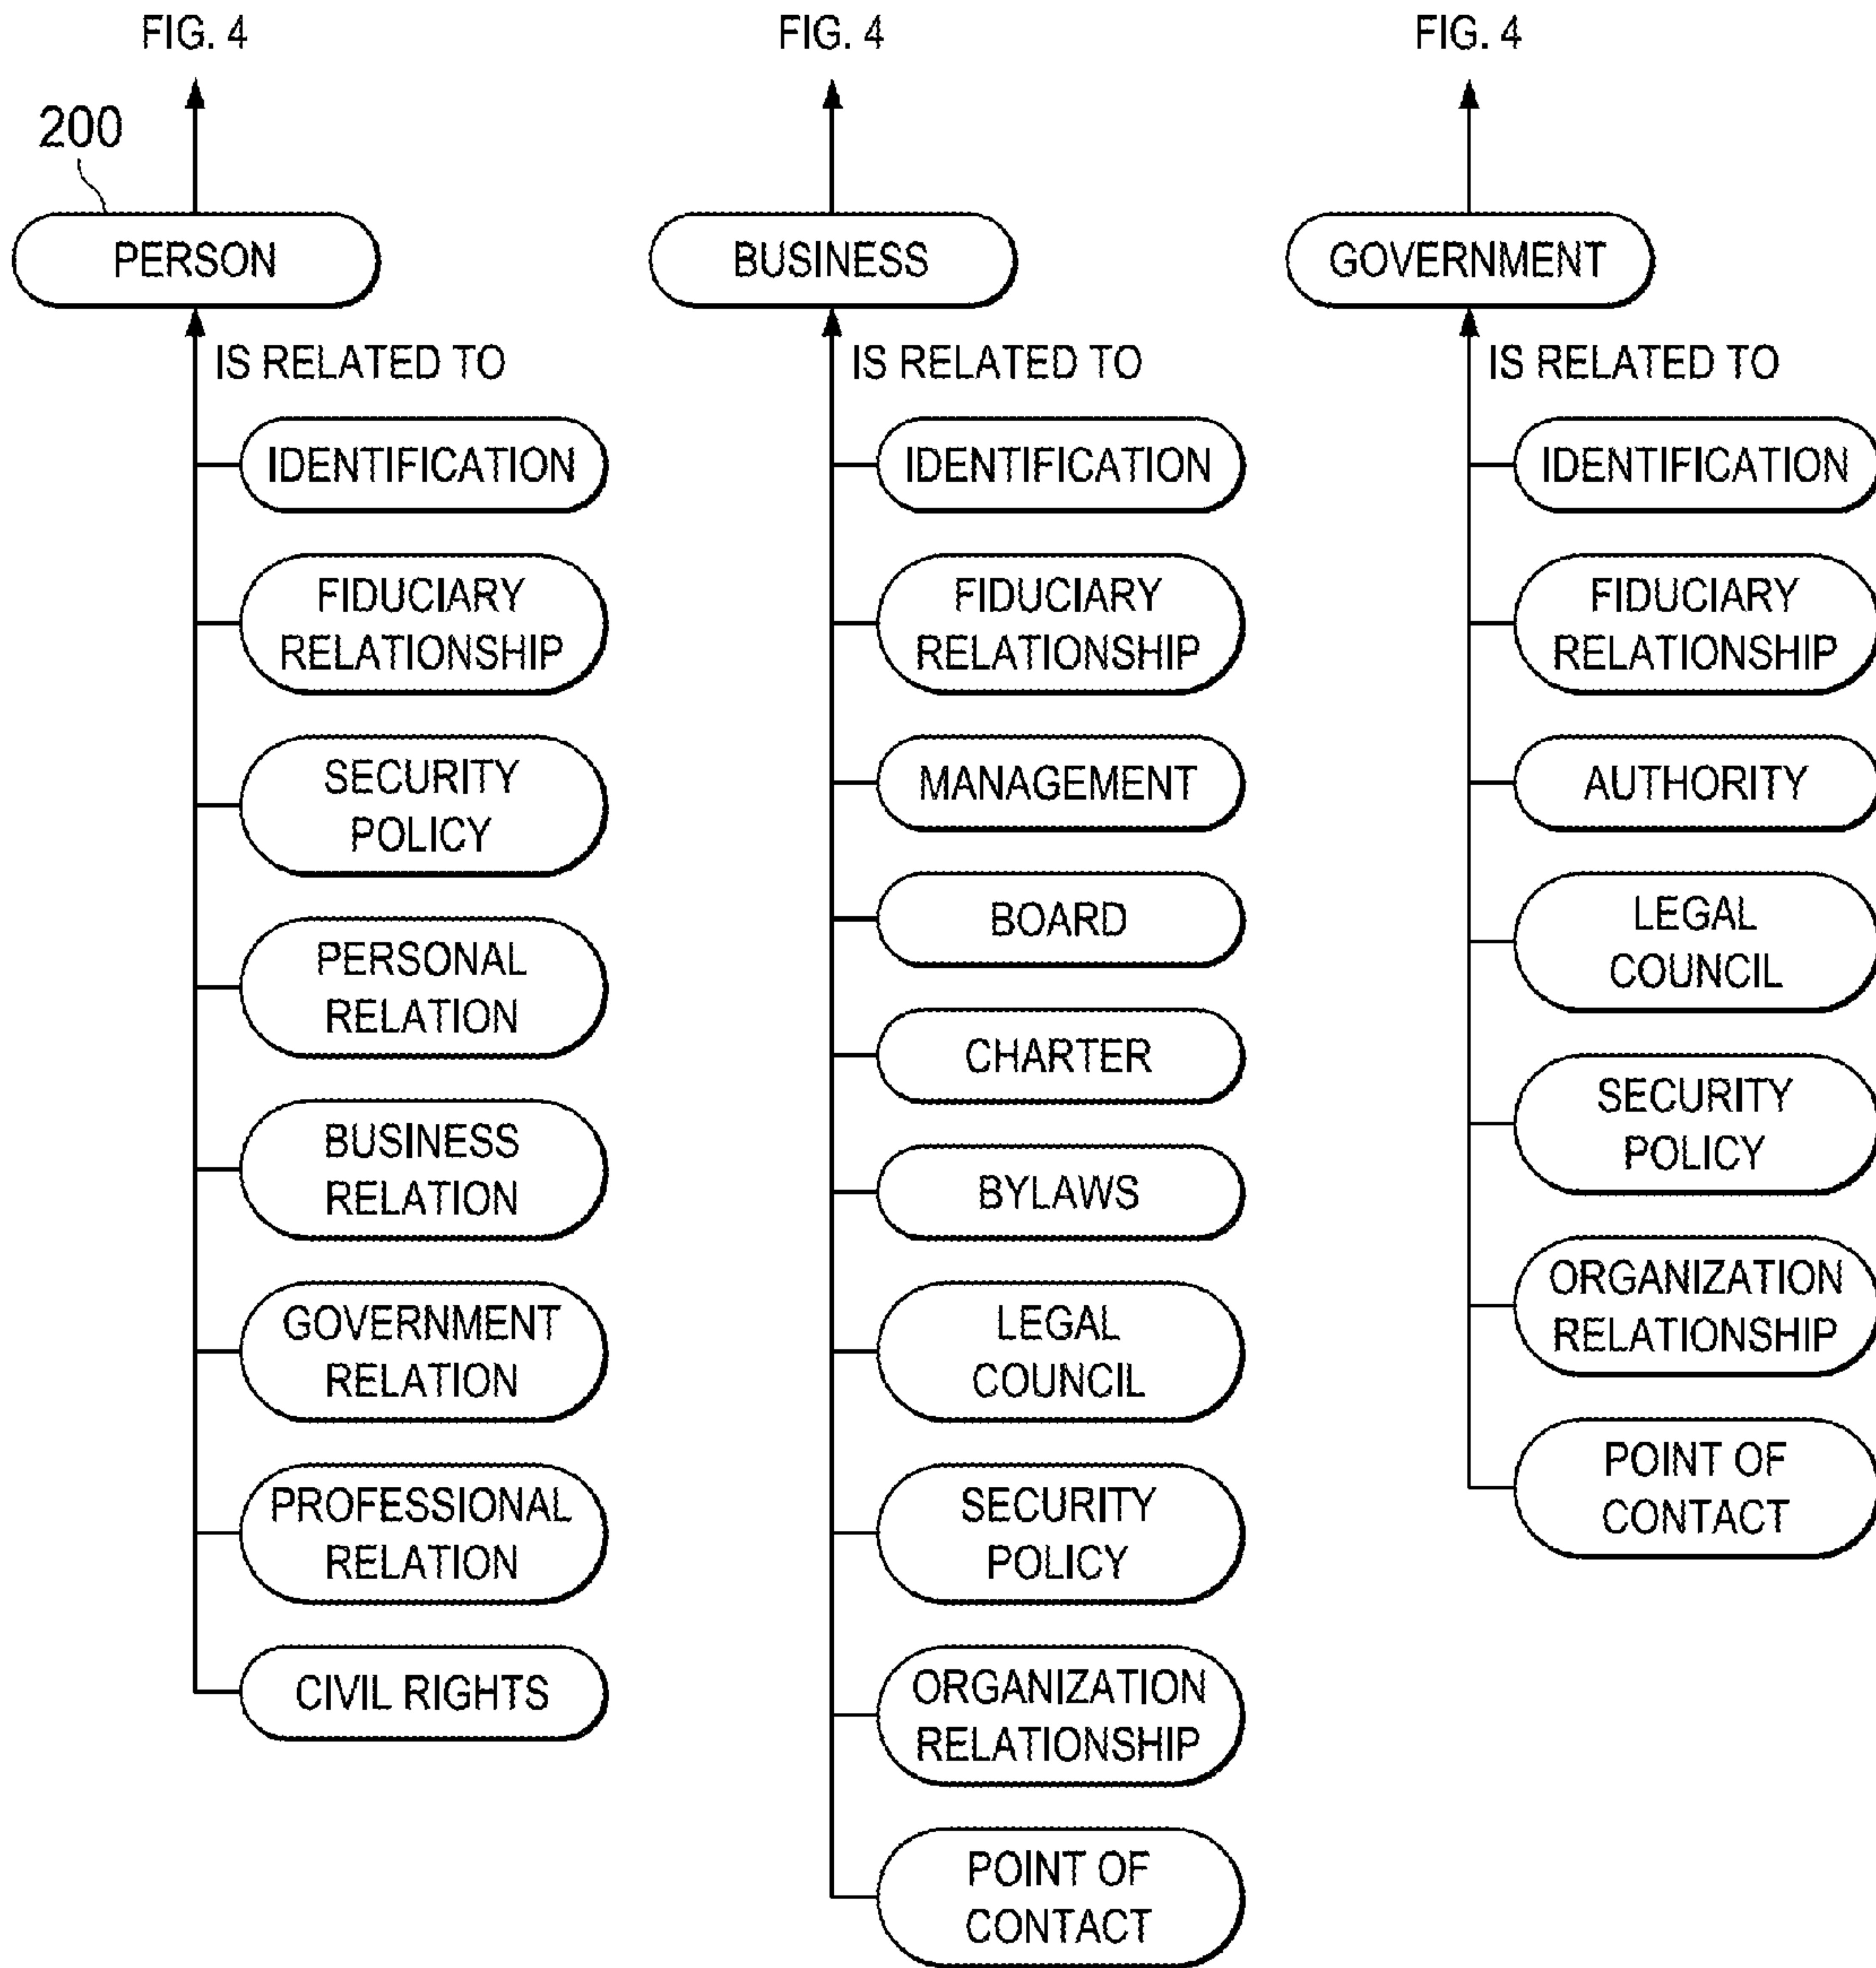 FIG. 4
200
PERSON
IS RELATED TO
IDENTIFICATION
FIDUCIARY
RELATIONSHIP
SECURITY
POLICY
PERSONAL
RELATION
BUSINESS
RELATION
GOVERNMENT
RELATION
PROFESSIONAL
RELATION
CIVIL RIGHTS
FIG. 4
BUSINESS
IS RELATED TO
IDENTIFICATION
FIDUCIARY
RELATIONSHIP
MANAGEMENT
BOARD
CHARTER
BYLAWS
LEGAL
COUNCIL
SECURITY
POLICY
ORGANIZATION
RELATIONSHIP
POINT OF
CONTACT
FIG. 4
GOVERNMENT
IS RELATED TO
IDENTIFICATION
FIDUCIARY
RELATIONSHIP
AUTHORITY
LEGAL
COUNCIL
SECURITY
POLICY
ORGANIZATION
RELATIONSHIP
POINT OF
CONTACT